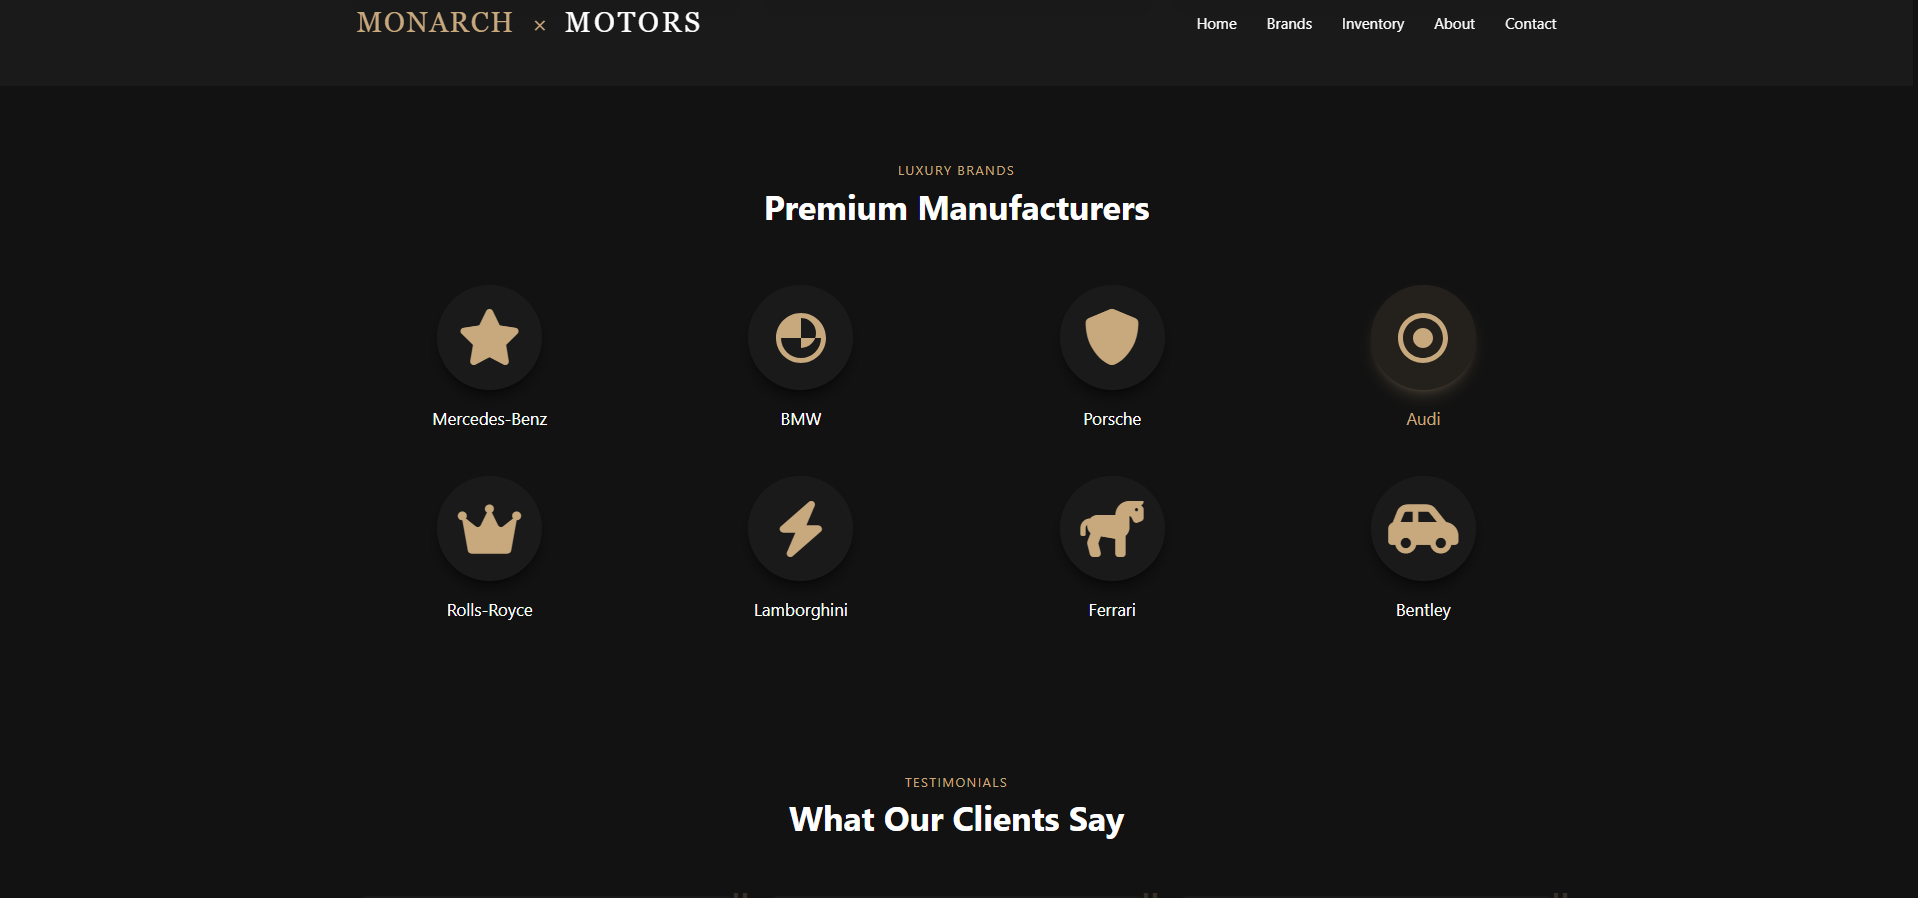 MONARCH × MOTORS
Home Brands Inventory About Contact
LUXURY BRANDS
Premium Manufacturers
Mercedes-Benz BMW Porsche Audi
Rolls-Royce Lamborghini Ferrari Bentley
TESTIMONIALS
What Our Clients Say